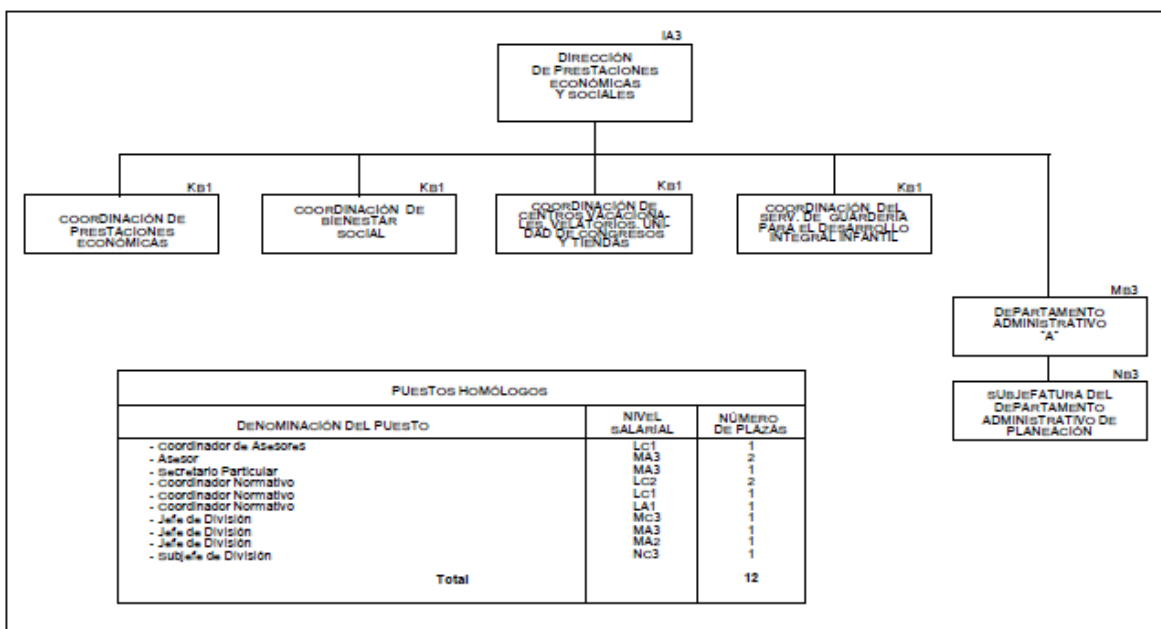 IA3
DIRECCIÓN
DE PRESTACIONES
ECONÓMICAS
Y SOCIALES
KB1
COORDINACIÓN DE
PRESTACIONES
ECONÓMICAS
KB1
COORDINACIÓN DE
BIENESTAR
SOCIAL
KB1
COORDINACIÓN DE
CENTROS VACACIONA-
LES, VELATORIOS, UNI-
DAD DE CONGRESOS
Y TIENDAS
KB1
COORDINACIÓN DEL
SERV. DE GUARDERÍA
PARA EL DESARROLLO
INTEGRAL INFANTIL
MB3
DEPARTAMENTO
ADMINISTRATIVO
"A"
NB3
SUBJEFATURA DEL
DEPARTAMENTO
ADMINISTRATIVO DE
PLANEACIÓN
PUESTOS HOMÓLOGOS
DENOMINACIÓN DEL PUESTO NIVEL SALARIAL NÚMERO DE PLAZAS
- Coordinador de Asesores LC1 1
- Asesor MA3 2
- Secretario Particular MA3 1
- Coordinador Normativo LC2 2
- Coordinador Normativo LC1 1
- Coordinador Normativo LA1 1
- Jefe de División MC3 1
- Jefe de División MA3 1
- Jefe de División MA2 1
- Subjefe de División NC3 1
Total 12